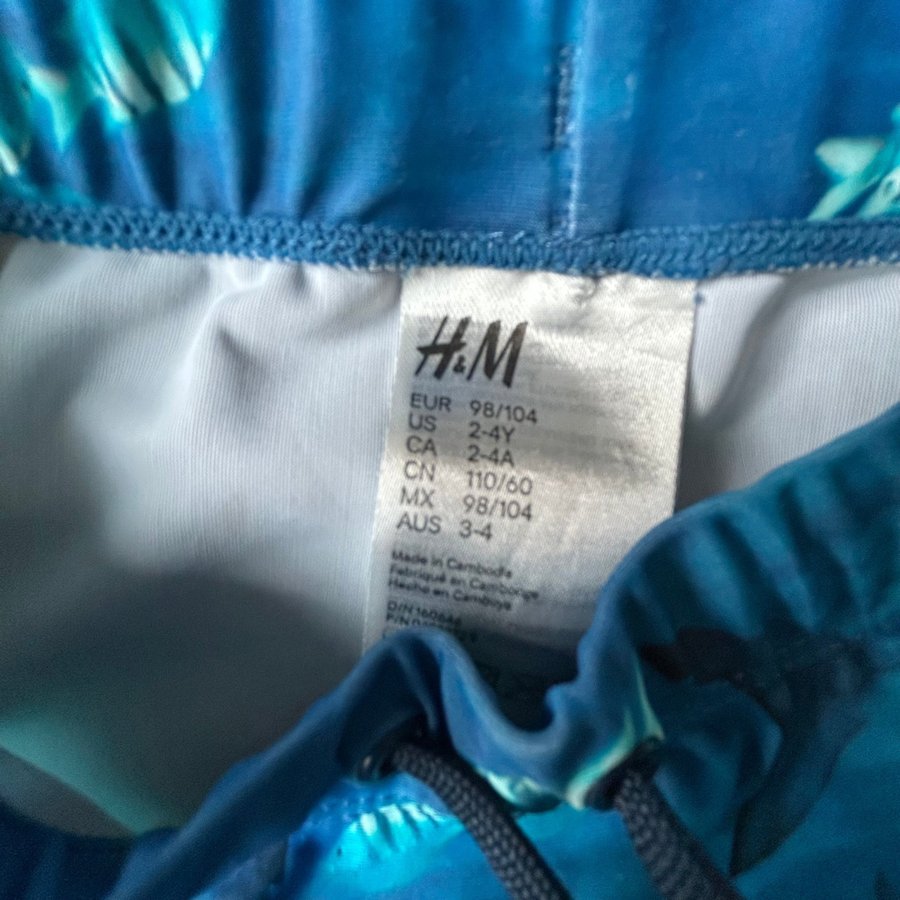 H&M
EUR 98/104
US 2-4Y
CA 2-4A
CN 110/60
MX 98/104
AUS 3-4
Made in Cambodia
Fabriqué en Cambodge
Hecho en Camboya
D/N 160646
P/N